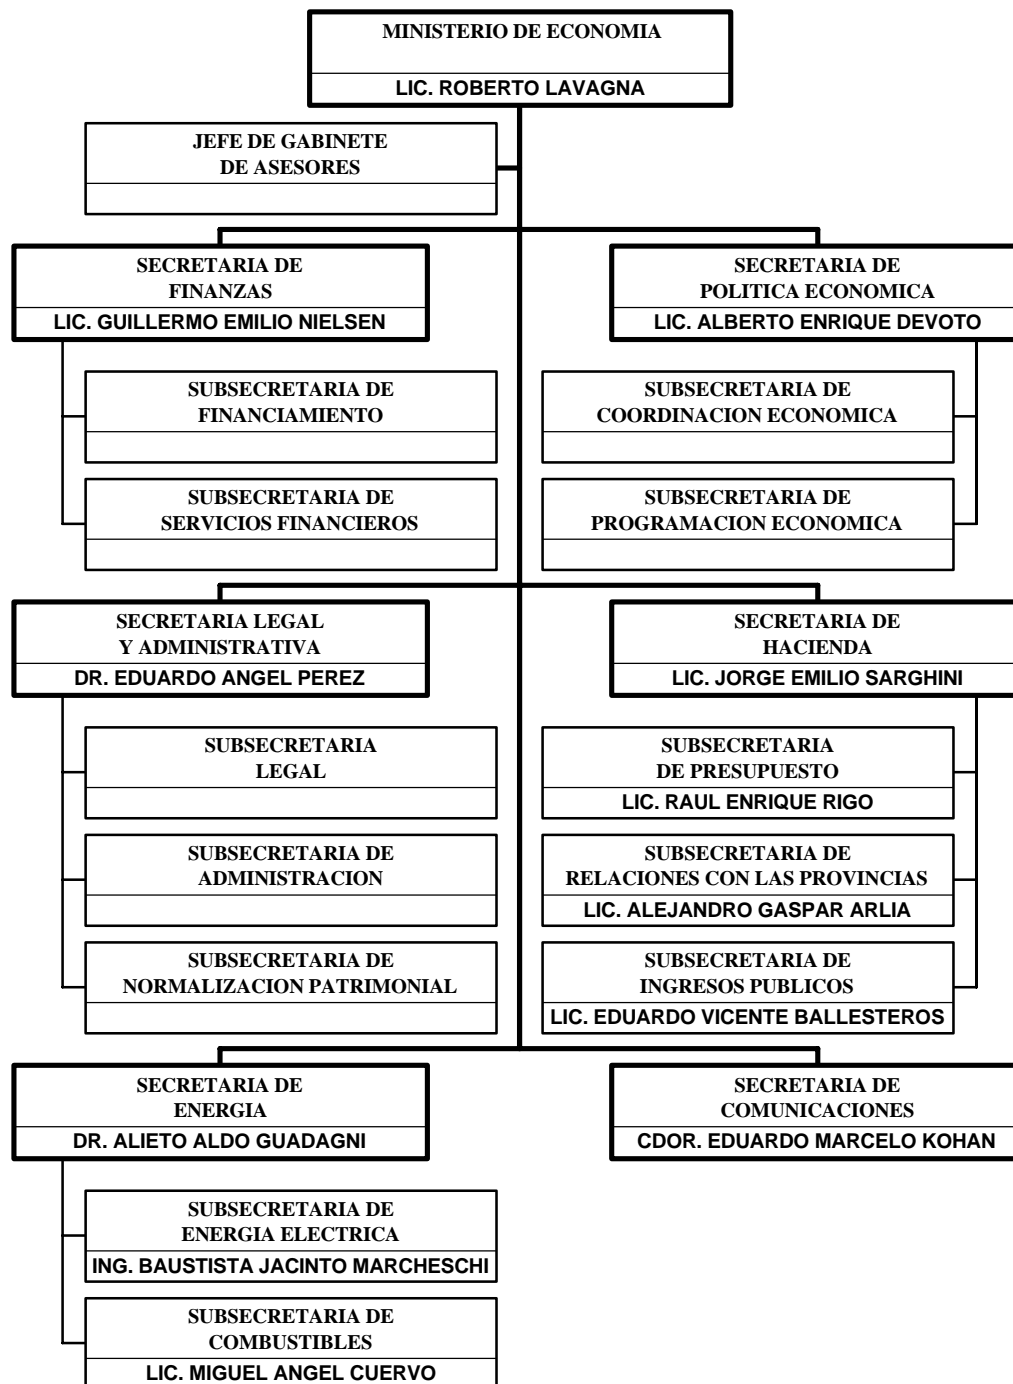 MINISTERIO DE ECONOMIA
LIC. ROBERTO LAVAGNA
JEFE DE GABINETE
DE ASESORES
SECRETARIA DE
FINANZAS
LIC. GUILLERMO EMILIO NIELSEN
SECRETARIA DE
POLITICA ECONOMICA
LIC. ALBERTO ENRIQUE DEVOTO
SUBSECRETARIA DE
FINANCIAMIENTO
SUBSECRETARIA DE
COORDINACION ECONOMICA
SUBSECRETARIA DE
SERVICIOS FINANCIEROS
SUBSECRETARIA DE
PROGRAMACION ECONOMICA
SECRETARIA LEGAL
Y ADMINISTRATIVA
DR. EDUARDO ANGEL PEREZ
SECRETARIA DE
HACIENDA
LIC. JORGE EMILIO SARGHINI
SUBSECRETARIA
LEGAL
SUBSECRETARIA
DE PRESUPUESTO
LIC. RAUL ENRIQUE RIGO
SUBSECRETARIA DE
ADMINISTRACION
SUBSECRETARIA DE
RELACIONES CON LAS PROVINCIAS
LIC. ALEJANDRO GASPAR ARLIA
SUBSECRETARIA DE
NORMALIZACION PATRIMONIAL
SUBSECRETARIA DE
INGRESOS PUBLICOS
LIC. EDUARDO VICENTE BALLESTEROS
SECRETARIA DE
ENERGIA
DR. ALIETO ALDO GUADAGNI
SECRETARIA DE
COMUNICACIONES
CDOR. EDUARDO MARCELO KOHAN
SUBSECRETARIA DE
ENERGIA ELECTRICA
ING. BAUSTISTA JACINTO MARCHESCHI
SUBSECRETARIA DE
COMBUSTIBLES
LIC. MIGUEL ANGEL CUERVO